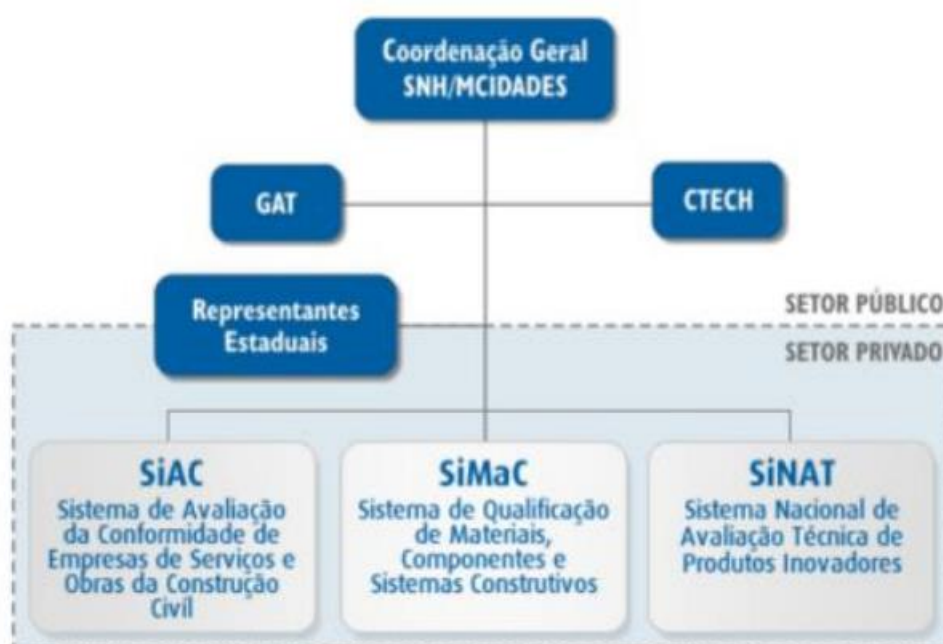 Coordenação Geral
SNH/MCIDADES
GAT
CTECH
Representantes
Estaduais
SETOR PÚBLICO
SETOR PRIVADO
SiAC
Sistema de Avaliação
da Conformidade de
Empresas de Serviços e
Obras da Construção
Civil
SiMaC
Sistema de Qualificação
de Materiais,
Componentes e
Sistemas Construtivos
SiNAT
Sistema Nacional de
Avaliação Técnica de
Produtos Inovadores